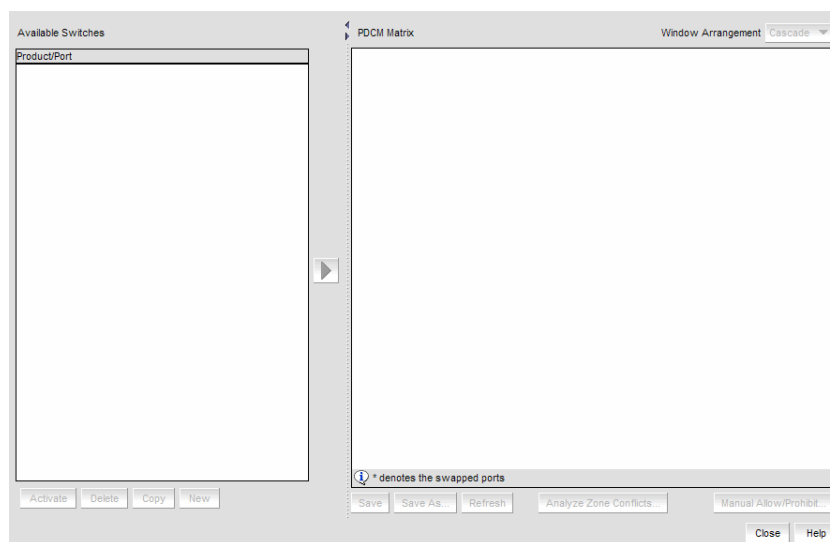 Available Switches
PDCM Matrix
Window Arrangement Cascade
Product/Port
* denotes the swapped ports
Activate Delete Copy New
Save Save As... Refresh Analyze Zone Conflicts... Manual Allow/Prohibit...
Close Help